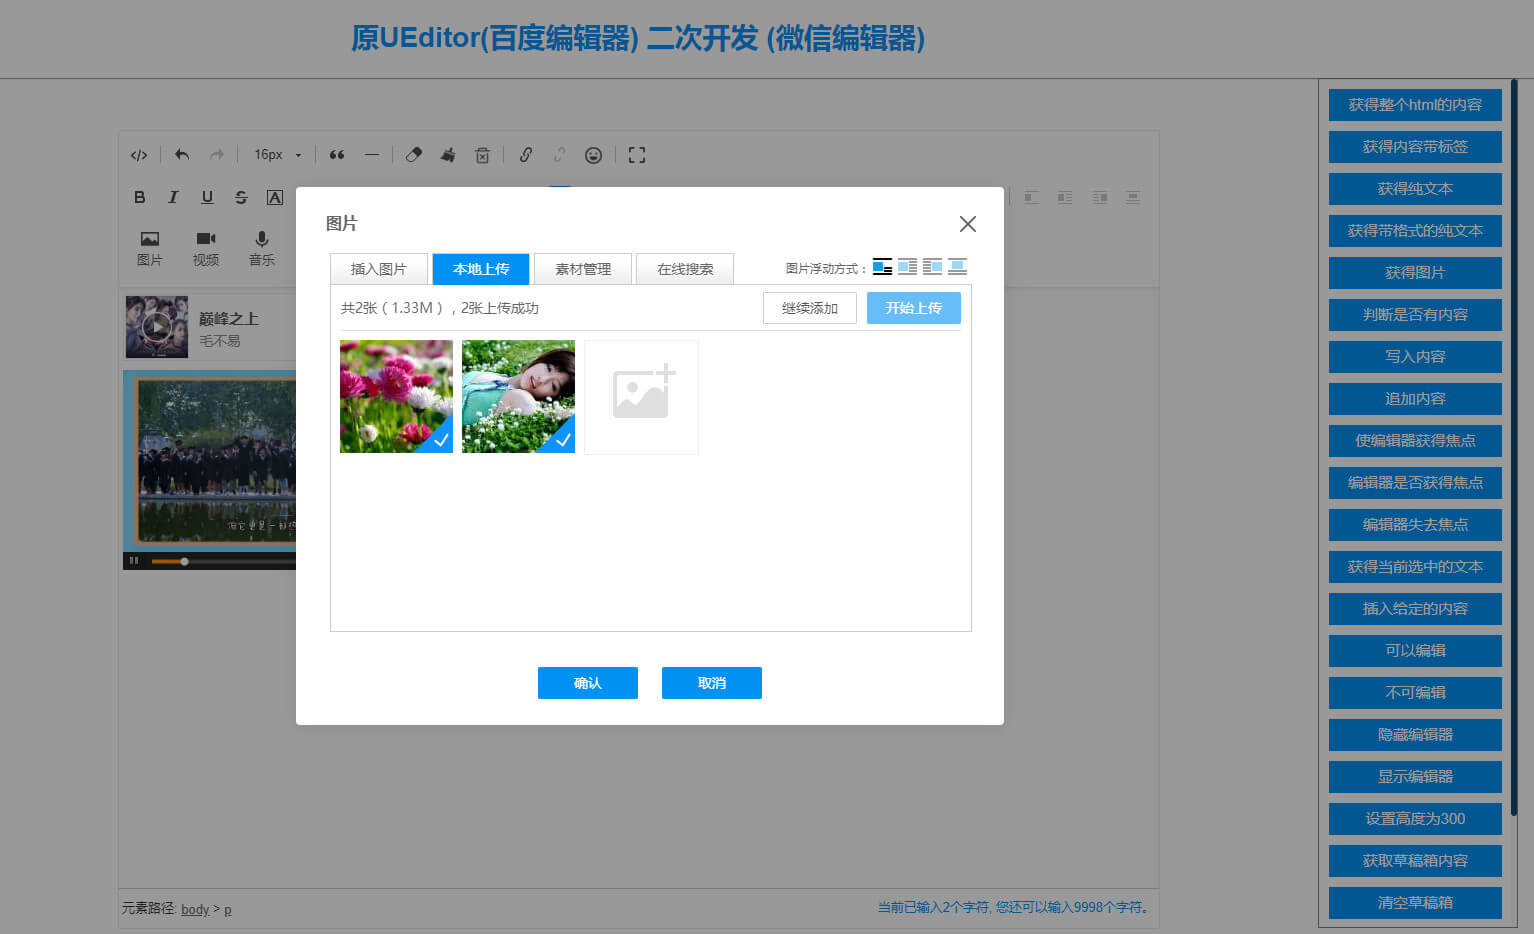 原UEditor(百度编辑器) 二次开发 (微信编辑器)
16px
B I U S A
图片 视频 音乐
巅峰之上
毛不易
图片
插入图片 本地上传 素材管理 在线搜索 图片浮动方式：
共2张（1.33M），2张上传成功 继续添加 开始上传
确认 取消
元素路径: body > p
当前已输入2个字符, 您还可以输入9998个字符。
获得整个html的内容
获得内容带标签
获得纯文本
获得带格式的纯文本
获得图片
判断是否有内容
写入内容
追加内容
使编辑器获得焦点
编辑器是否获得焦点
编辑器失去焦点
获得当前选中的文本
插入给定的内容
可以编辑
不可编辑
隐藏编辑器
显示编辑器
设置高度为300
获取草稿箱内容
清空草稿箱